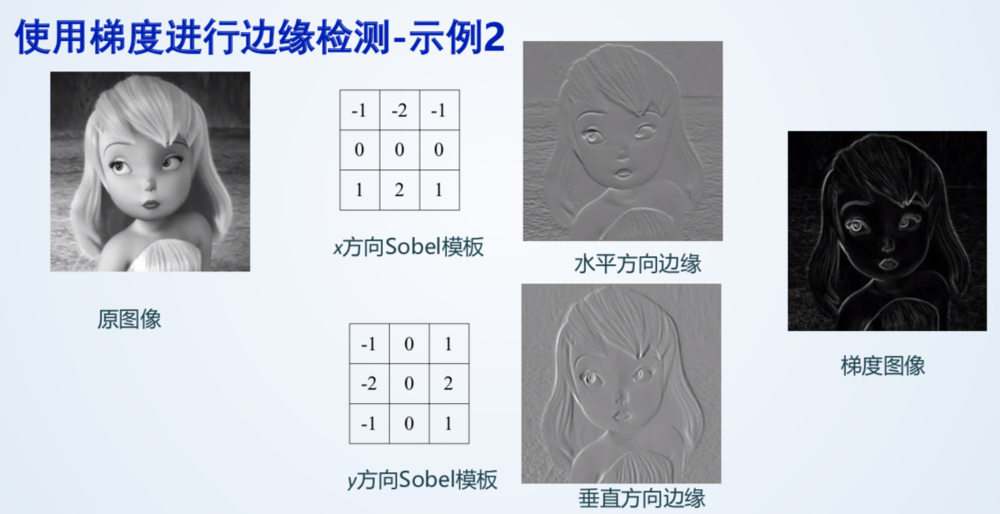 使用梯度进行边缘检测-示例2
-1 -2 -1
0 0 0
1 2 1
x方向Sobel模板
水平方向边缘
原图像
-1 0 1
-2 0 2
-1 0 1
梯度图像
y方向Sobel模板
垂直方向边缘